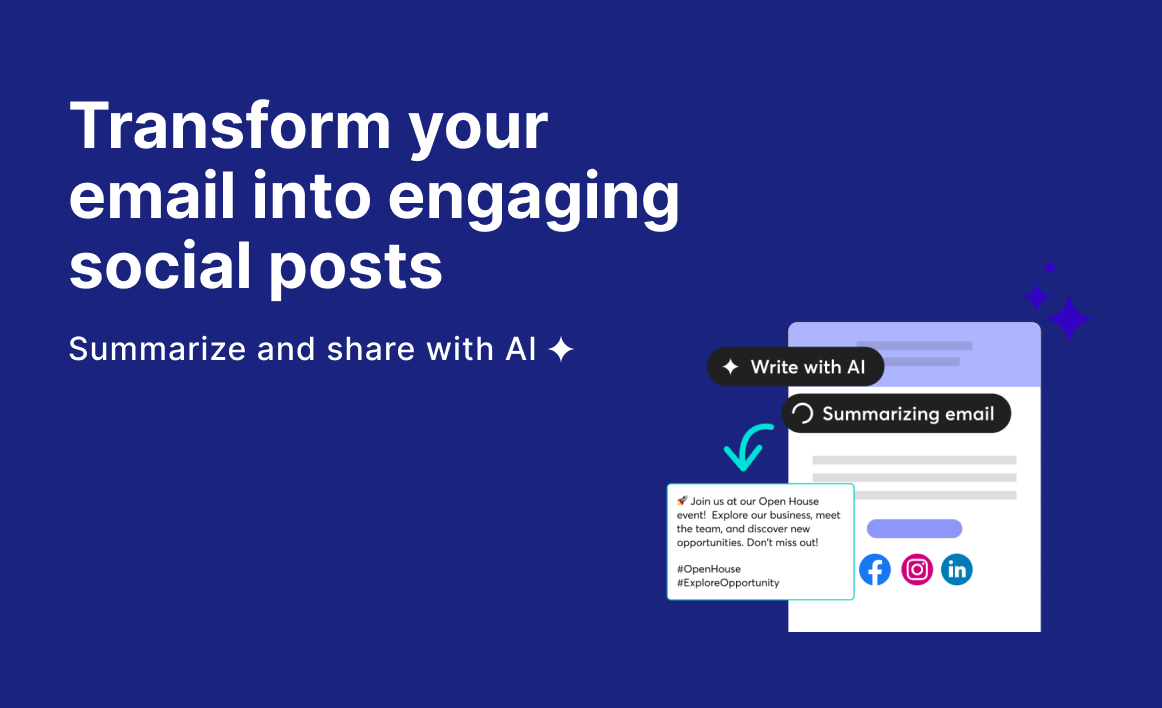 Transform your
email into engaging
social posts
Summarize and share with AI
Write with AI
Summarizing email
🚀 Join us at our Open House
event! Explore our business, meet
the team, and discover new
opportunities. Don't miss out!
#OpenHouse
#ExploreOpportunity
in